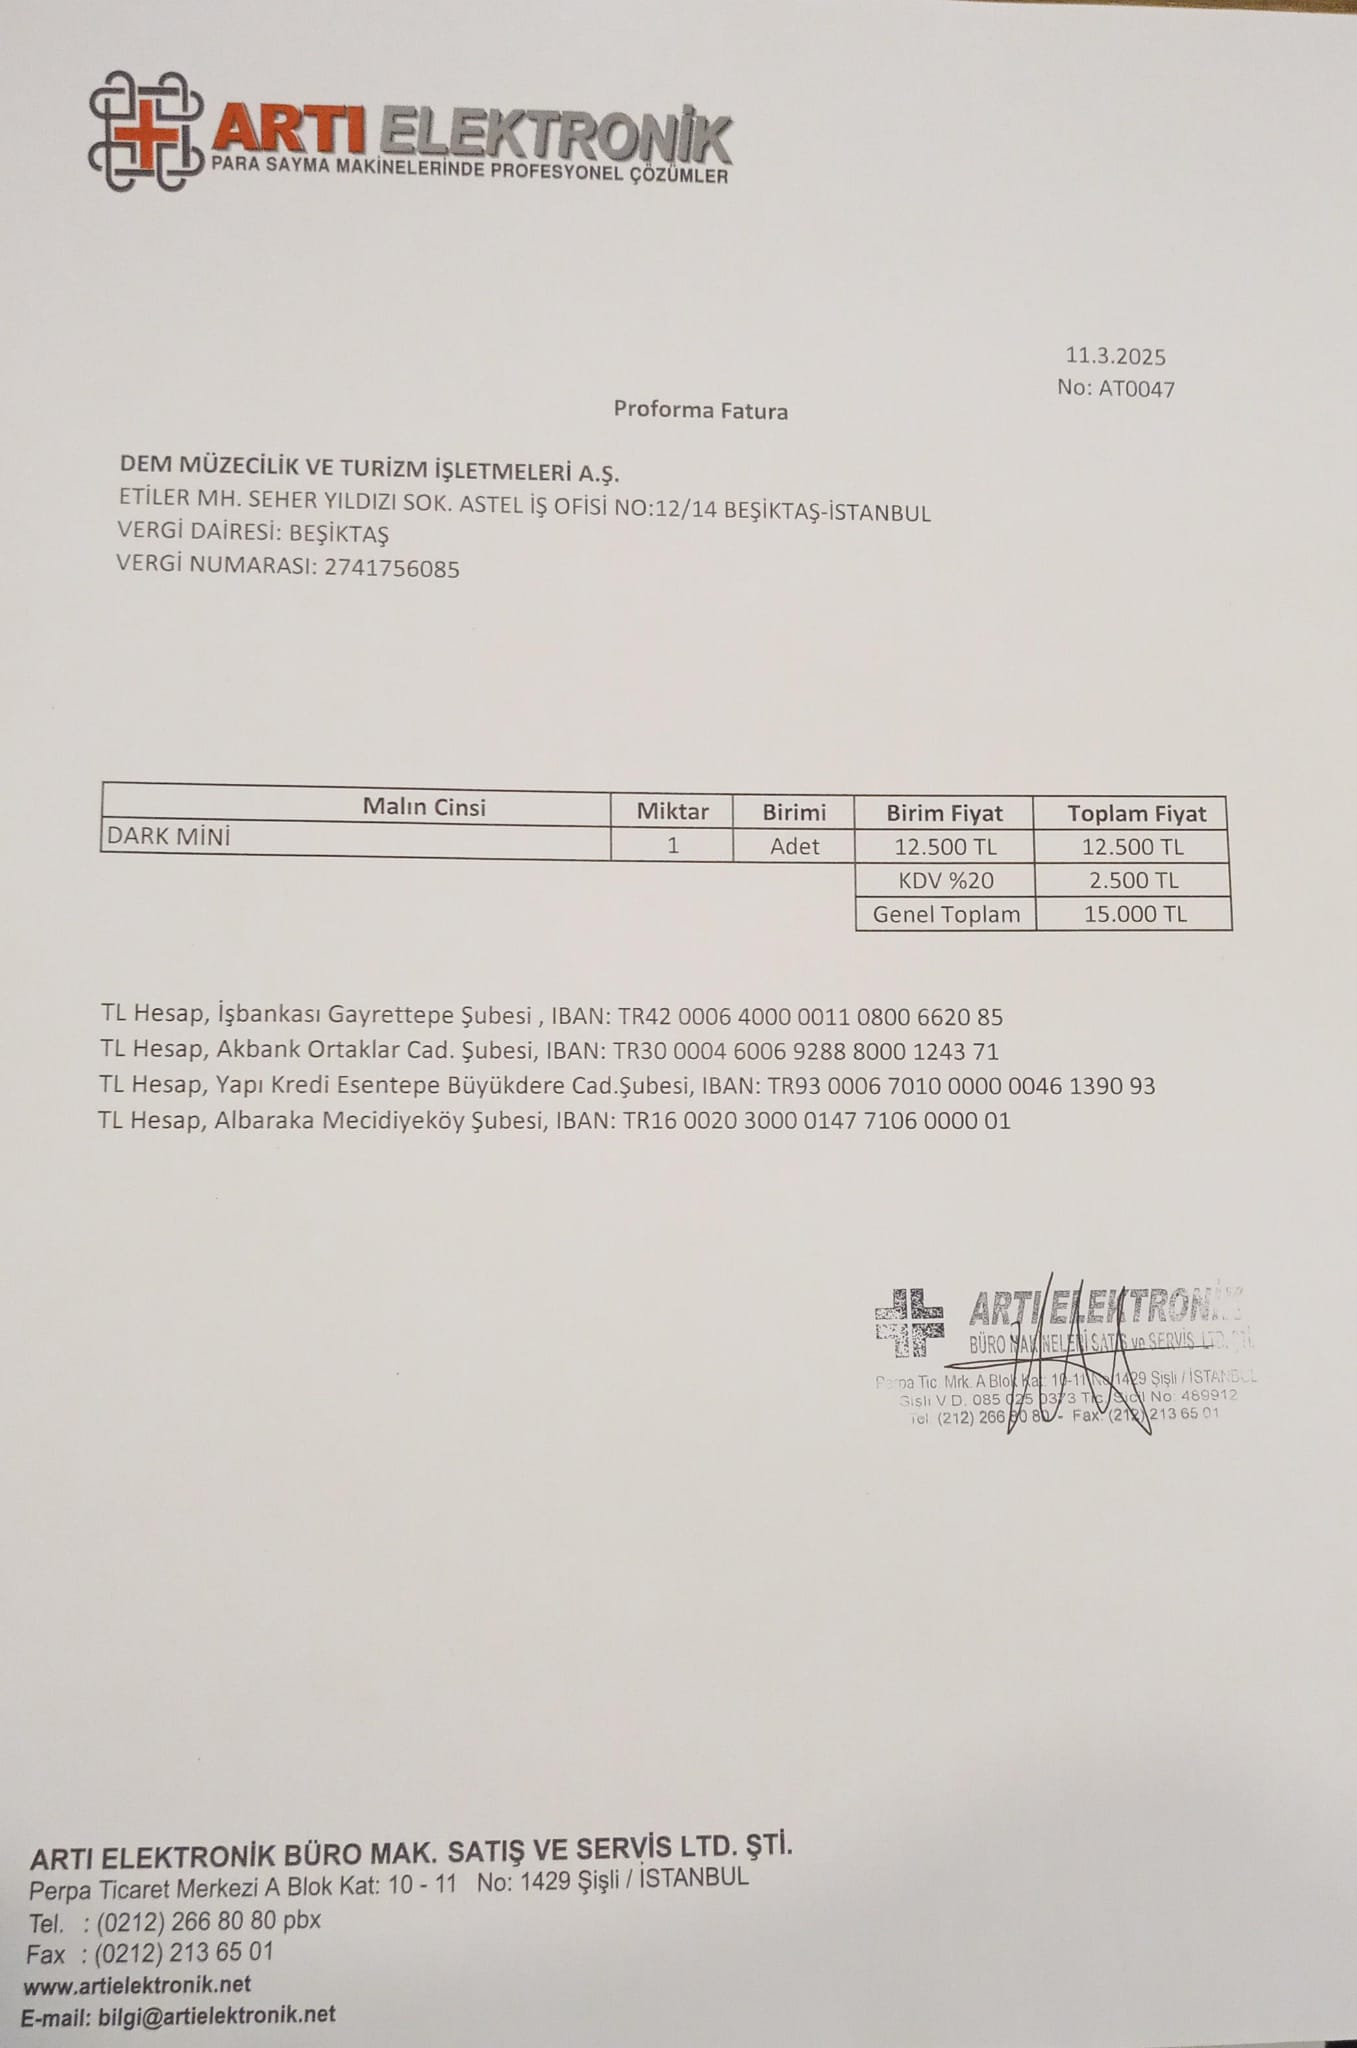 ARTI ELEKTRONİK
PARA SAYMA MAKİNELERİNDE PROFESYONEL ÇÖZÜMLER
11.3.2025
No: AT0047
Proforma Fatura
DEM MÜZECİLİK VE TURİZM İŞLETMELERİ A.Ş.
ETİLER MH. SEHER YILDIZI SOK. ASTEL İŞ OFİSİ NO:12/14 BEŞİKTAŞ-İSTANBUL
VERGİ DAİRESİ: BEŞİKTAŞ
VERGİ NUMARASI: 2741756085
Malın Cinsi Miktar Birimi Birim Fiyat Toplam Fiyat
DARK MİNİ 1 Adet 12.500 TL 12.500 TL
KDV %20 2.500 TL
Genel Toplam 15.000 TL
TL Hesap, İşbankası Gayrettepe Şubesi , IBAN: TR42 0006 4000 0011 0800 6620 85
TL Hesap, Akbank Ortaklar Cad. Şubesi, IBAN: TR30 0004 6006 9288 8000 1243 71
TL Hesap, Yapı Kredi Esentepe Büyükdere Cad.Şubesi, IBAN: TR93 0006 7010 0000 0046 1390 93
TL Hesap, Albaraka Mecidiyeköy Şubesi, IBAN: TR16 0020 3000 0147 7106 0000 01
ARTI ELEKTRONİK
BÜRO MAKİNELERİ SATIŞ ve SERVİS LTD. ŞTİ.
Perpa Tic. Mrk. A Blok Kat: 10-11 No 1429 Şişli / İSTANBUL
Şişli V.D. 085 025 0373 Tic. Sicil No: 469912
Tel (212) 266 80 80 - Fax: (212) 213 65 01
ARTI ELEKTRONİK BÜRO MAK. SATIŞ VE SERVİS LTD. ŞTİ.
Perpa Ticaret Merkezi A Blok Kat: 10 - 11 No: 1429 Şişli / İSTANBUL
Tel. : (0212) 266 80 80 pbx
Fax : (0212) 213 65 01
www.artielektronik.net
E-mail: bilgi@artielektronik.net